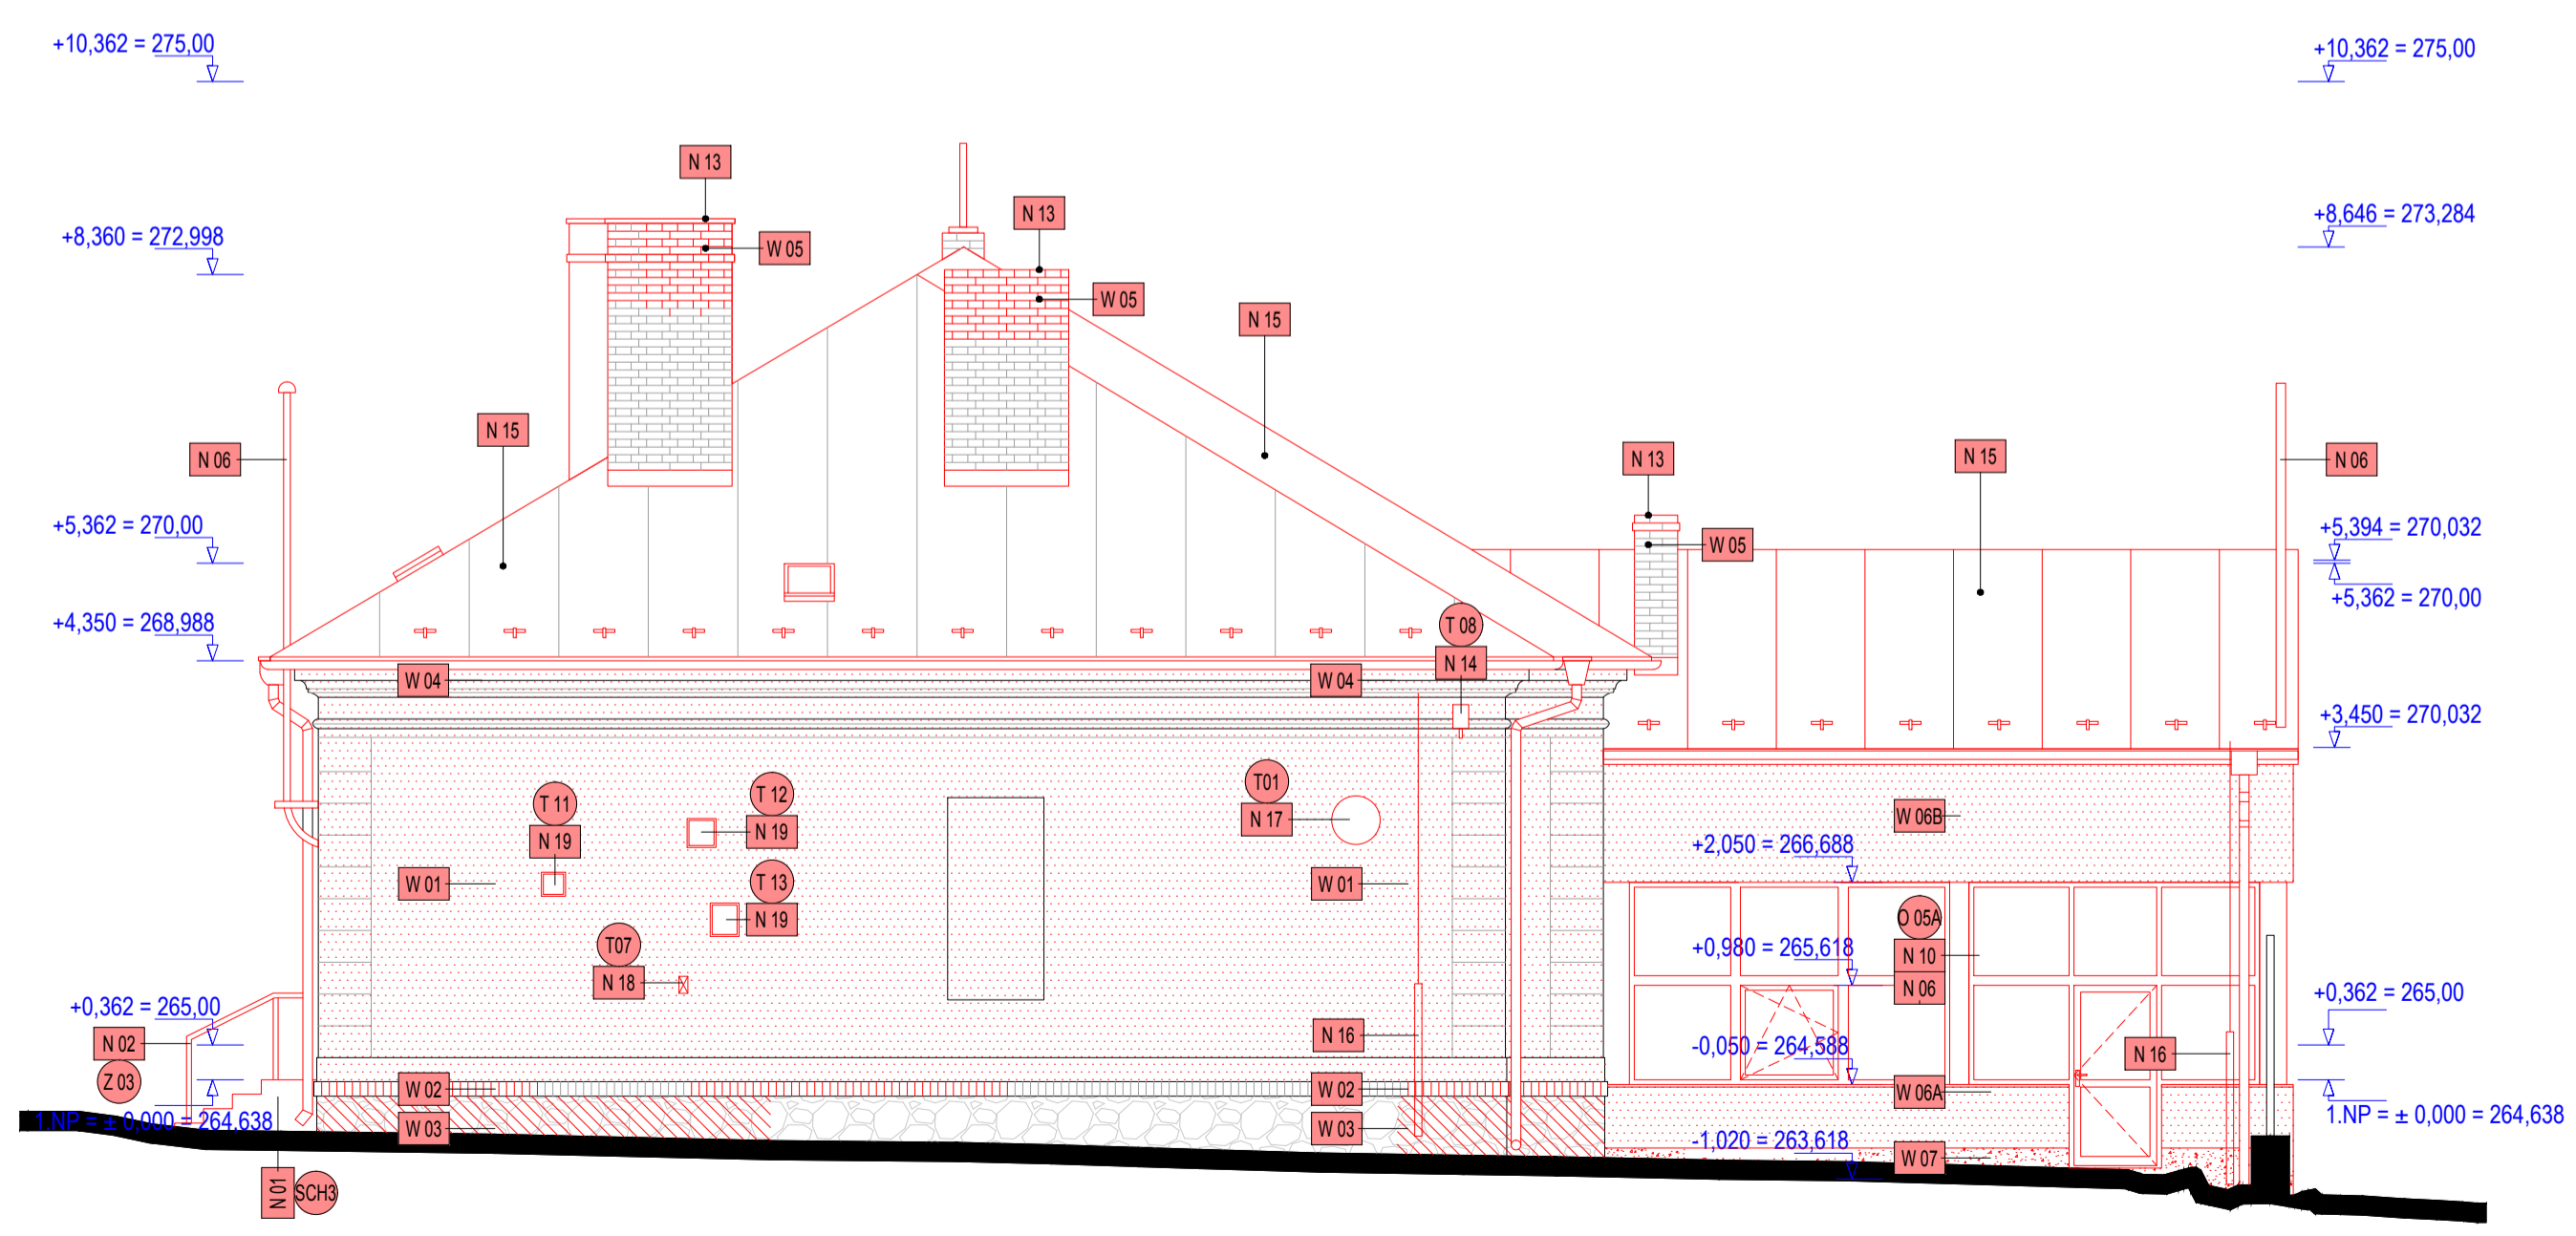 +10,362 = 275,00
+10,362 = 275,00
N 13
N 13
+8,360 = 272,998
W 05
+8,646 = 273,284
W 05
N 15
N 15
N 06
N 13
N 15
N 06
+5,362 = 270,00
W 05
+5,394 = 270,032
+5,362 = 270,00
+4,350 = 268,988
T 08
N 14
W 04
W 04
+3,450 = 270,032
T 11
N 19
T 12
N 19
T01
N 17
W 06B
+2,050 = 266,688
W 01
T 13
N 19
W 01
O 05A
N 10
N 06
T07
N 18
+0,980 = 265,618
+0,362 = 265,00
+0,362 = 265,00
N 02
Z 03
N 16
-0,050 = 264,588
N 16
W 02
W 02
W 06A
1.NP = ± 0,000 = 264,638
W 03
W 03
1.NP = ± 0,000 = 264,638
-1,020 = 263,618
W 07
N 01
SCH3